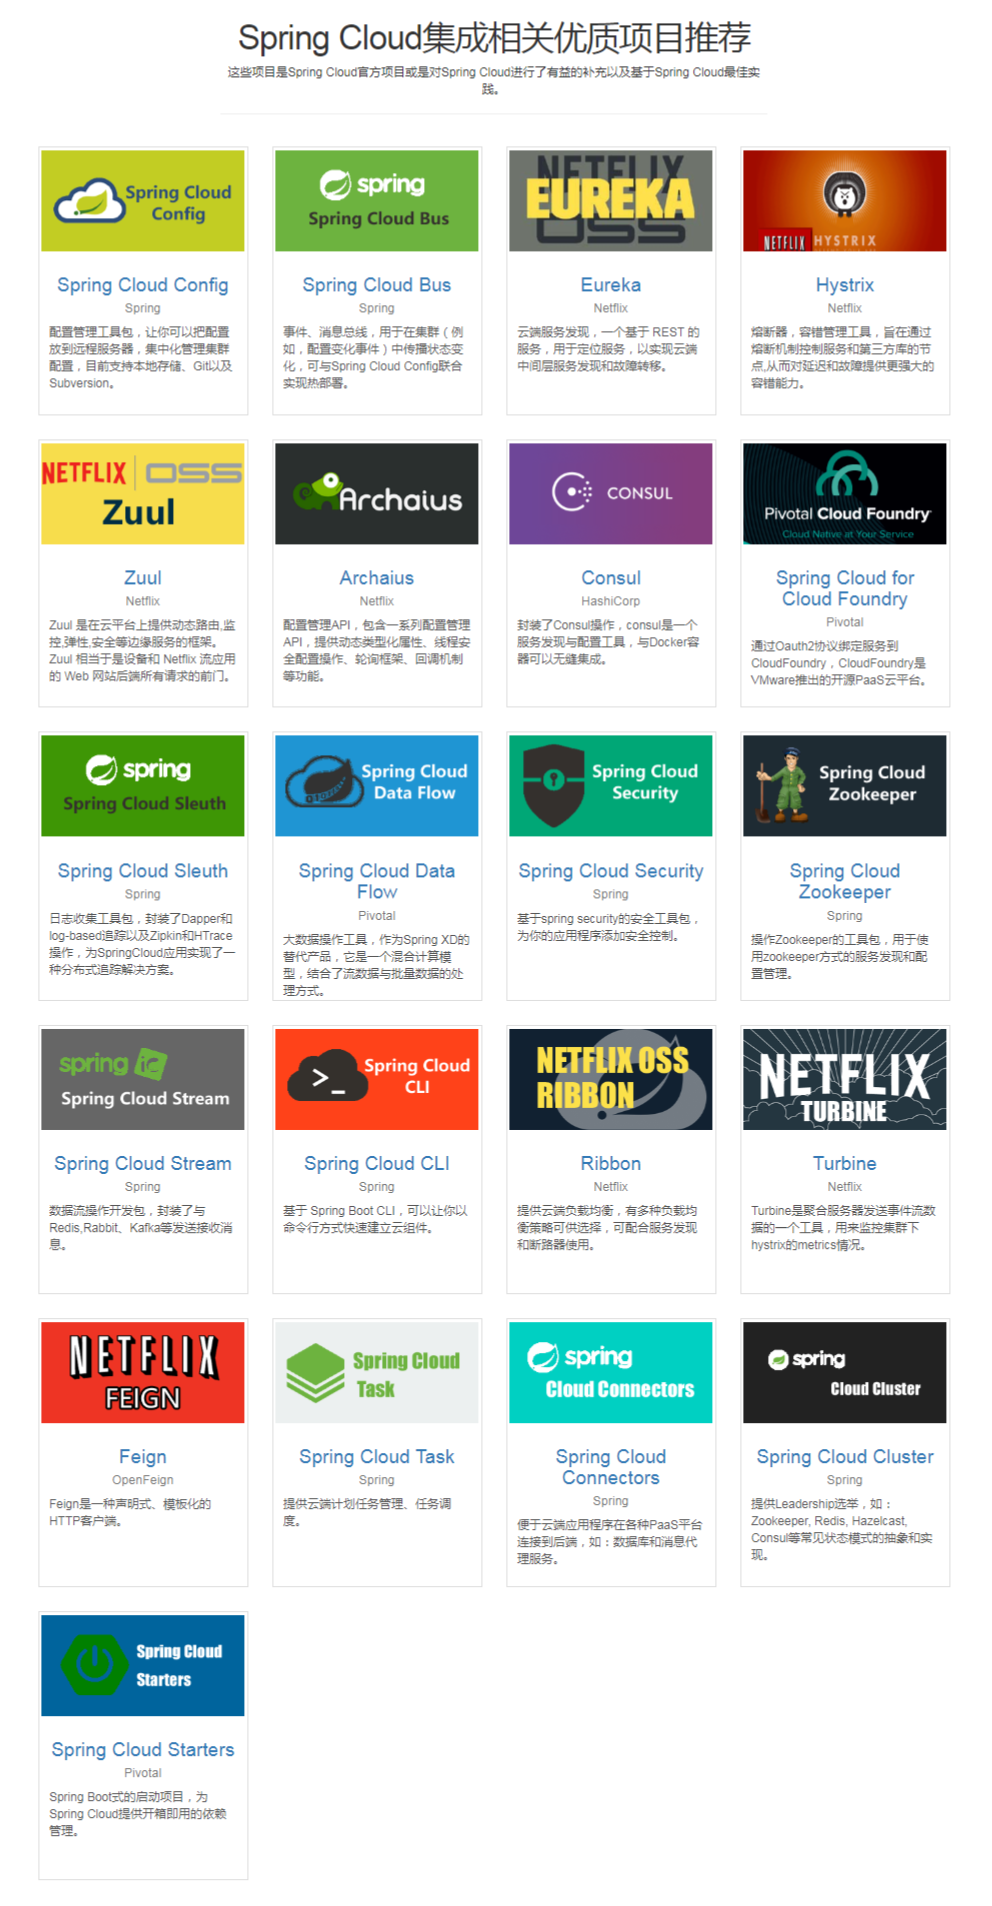 Spring Cloud集成相关优质项目推荐
这些项目是Spring Cloud官方项目或是对Spring Cloud进行了有益的补充以及基于Spring Cloud最佳实
践。
Spring Cloud
Config
Spring Cloud Config
Spring
配置管理工具包，让你可以把配置
放到远程服务器，集中化管理集群
配置，目前支持本地存储、Git以及
Subversion。
spring
Spring Cloud Bus
Spring Cloud Bus
Spring
事件、消息总线，用于在集群（例
如，配置变化事件）中传播状态变
化，可与Spring Cloud Config联合
实现热部署。
NETFLIX
EUREKA
OSS
Eureka
Netflix
云端服务发现，一个基于 REST 的
服务，用于定位服务，以实现云端
中间层服务发现和故障转移。
NETFLIX HYSTRIX
Hystrix
Netflix
熔断器，容错管理工具，旨在通过
熔断机制控制服务和第三方库的节
点,从而对延迟和故障提供更强大的
容错能力。
NETFLIX OSS
Zuul
Zuul
Netflix
Zuul 是在云平台上提供动态路由,监
控,弹性,安全等边缘服务的框架。
Zuul 相当于是设备和 Netflix 流应用
的 Web 网站后端所有请求的前门。
Archaius
Archaius
Netflix
配置管理API，包含一系列配置管理
API，提供动态类型化属性、线程安
全配置操作、轮询框架、回调机制
等功能。
CONSUL
Consul
HashiCorp
封装了Consul操作，consul是一个
服务发现与配置工具，与Docker容
器可以无缝集成。
Pivotal Cloud Foundry
Cloud Native at Your Service
Spring Cloud for
Cloud Foundry
Pivotal
通过Oauth2协议绑定服务到
CloudFoundry，CloudFoundry是
VMware推出的开源PaaS云平台。
spring
Spring Cloud Sleuth
Spring Cloud Sleuth
Spring
日志收集工具包，封装了Dapper和
log-based追踪以及Zipkin和HTrace
操作，为SpringCloud应用实现了一
种分布式追踪解决方案。
Spring Cloud
Data Flow
Spring Cloud Data
Flow
Pivotal
大数据操作工具，作为Spring XD的
替代产品，它是一个混合计算模
型，结合了流数据与批量数据的处
理方式。
Spring Cloud
Security
Spring Cloud Security
Spring
基于spring security的安全工具包，
为你的应用程序添加安全控制。
Spring Cloud
Zookeeper
Spring Cloud
Zookeeper
Spring
操作Zookeeper的工具包，用于使
用zookeeper方式的服务发现和配
置管理。
spring io
Spring Cloud Stream
Spring Cloud Stream
Spring
数据流操作开发包，封装了与
Redis,Rabbit、Kafka等发送接收消
息。
Spring Cloud
CLI
Spring Cloud CLI
Spring
基于 Spring Boot CLI，可以让你以
命令行方式快速建立云组件。
NETFLIX OSS
RIBBON
Ribbon
Netflix
提供云端负载均衡，有多种负载均
衡策略可供选择，可配合服务发现
和断路器使用。
NETFLIX
TURBINE
Turbine
Netflix
Turbine是聚合服务器发送事件流数
据的一个工具，用来监控集群下
hystrix的metrics情况。
NETFLIX
FEIGN
Feign
OpenFeign
Feign是一种声明式、模板化的
HTTP客户端。
Spring Cloud
Task
Spring Cloud Task
Spring
提供云端计划任务管理、任务调
度。
spring
Cloud Connectors
Spring Cloud
Connectors
Spring
便于云端应用程序在各种PaaS平台
连接到后端，如：数据库和消息代
理服务。
spring
Cloud Cluster
Spring Cloud Cluster
Spring
提供Leadership选举，如：
Zookeeper, Redis, Hazelcast,
Consul等常见状态模式的抽象和实
现。
Spring Cloud
Starters
Spring Cloud Starters
Pivotal
Spring Boot式的启动项目，为
Spring Cloud提供开箱即用的依赖
管理。